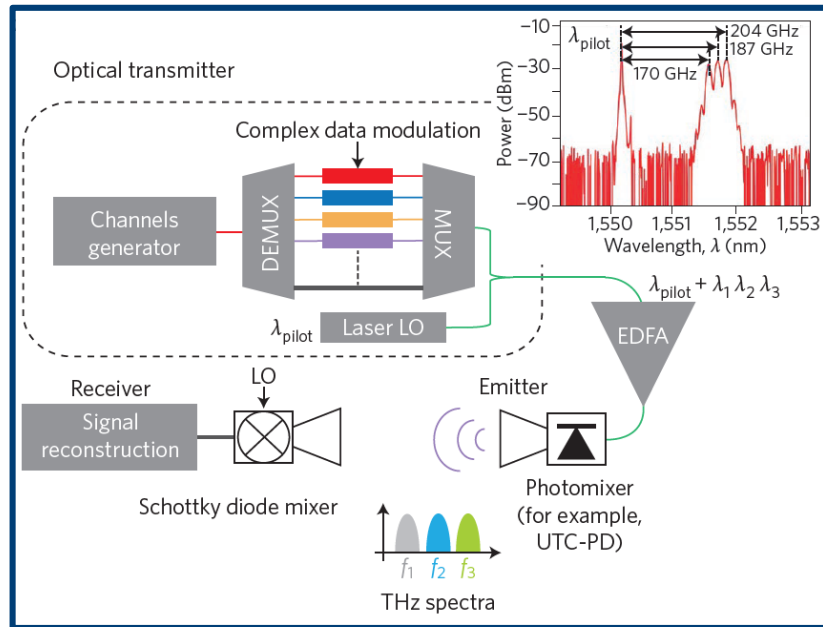 Optical transmitter
Complex data modulation
Channels
generator
DEMUX
MUX
λpilot
Laser LO
λpilot
204 GHz
187 GHz
170 GHz
Power (dBm)
−10
−30
−50
−70
−90
1,550
1,551
1,552
1,553
Wavelength, λ (nm)
λpilot + λ1 λ2 λ3
EDFA
Receiver
LO
Emitter
Signal
reconstruction
Schottky diode mixer
Photomixer
(for example,
UTC-PD)
f1
f2
f3
THz spectra